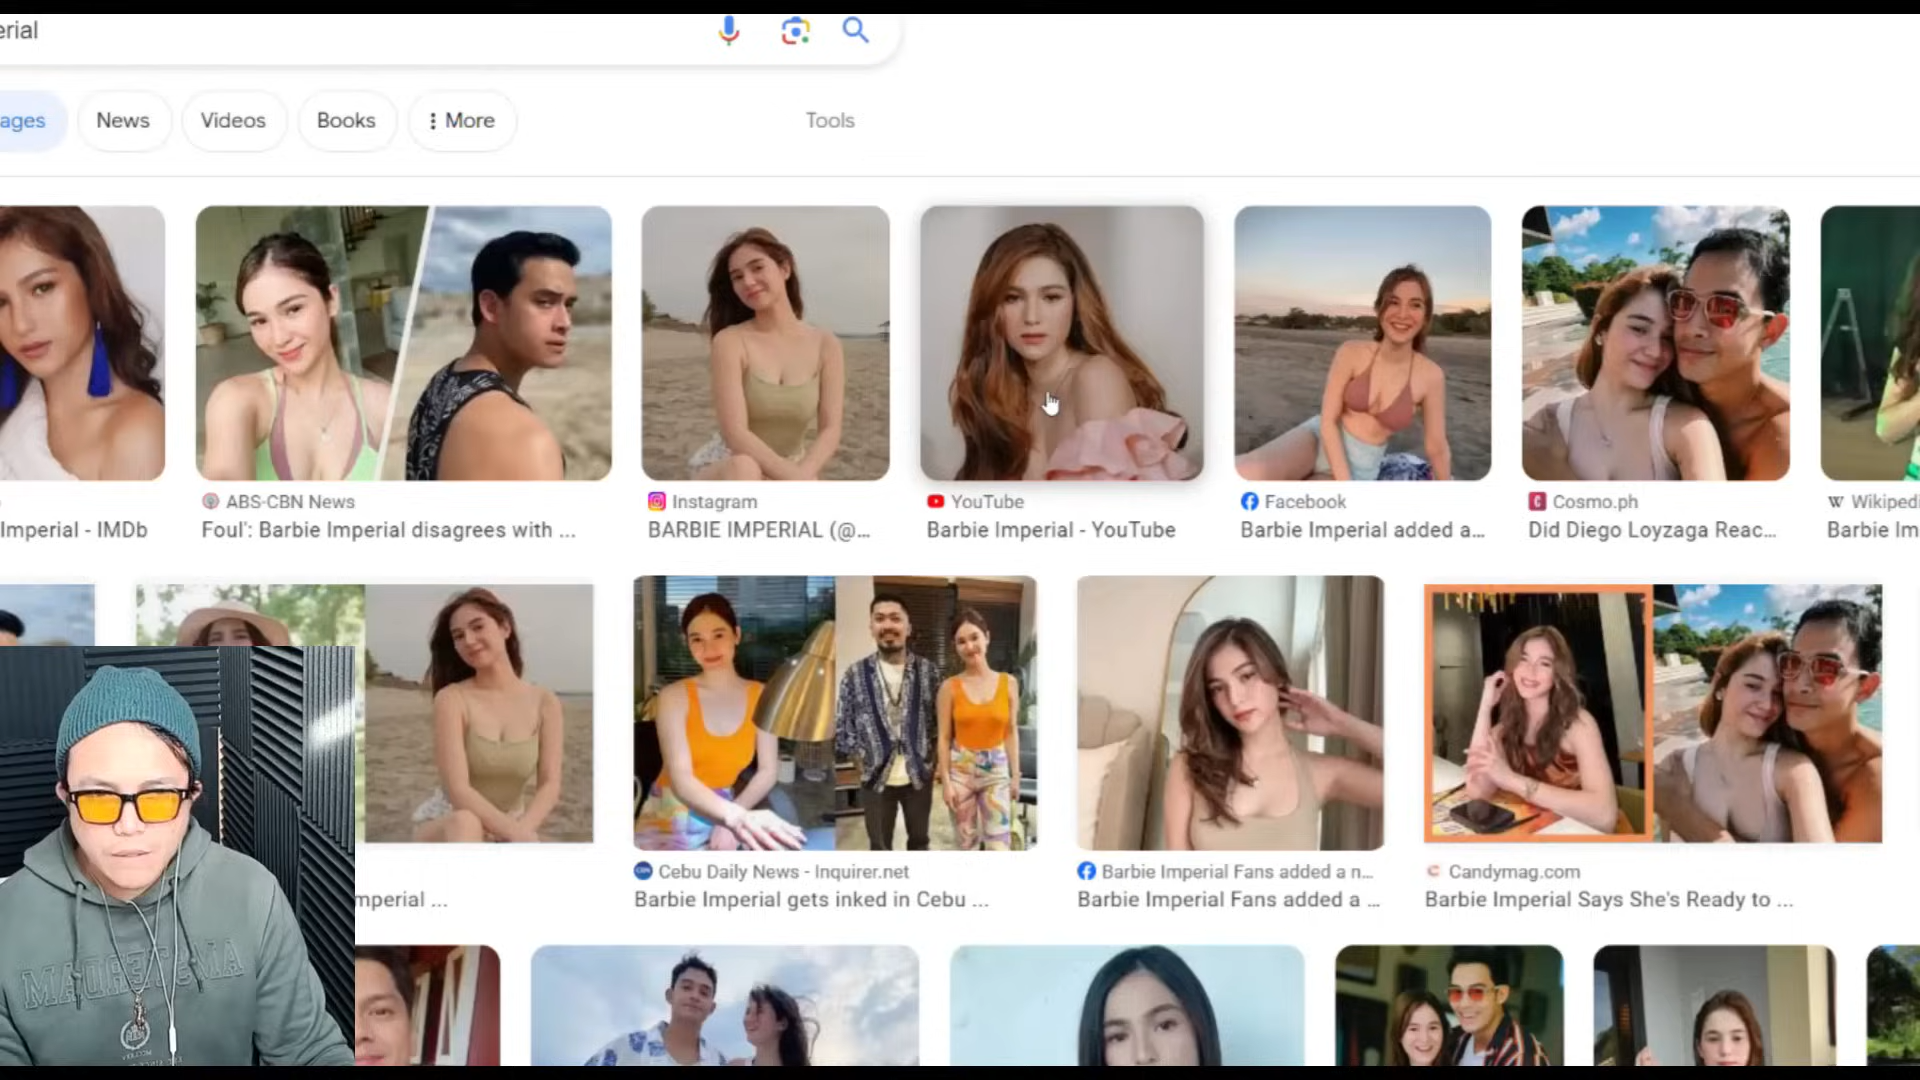 erial
ages
News
Videos
Books
More
Tools
Imperial - IMDb
ABS-CBN News
Foul': Barbie Imperial disagrees with ...
Instagram
BARBIE IMPERIAL (@...
YouTube
Barbie Imperial - YouTube
Facebook
Barbie Imperial added a...
Cosmo.ph
Did Diego Loyzaga Reac...
W Wikipedi
Barbie Im
mperial ...
Cebu Daily News - Inquirer.net
Barbie Imperial gets inked in Cebu ...
Barbie Imperial Fans added a n...
Barbie Imperial Fans added a ...
Candymag.com
Barbie Imperial Says She's Ready to ...